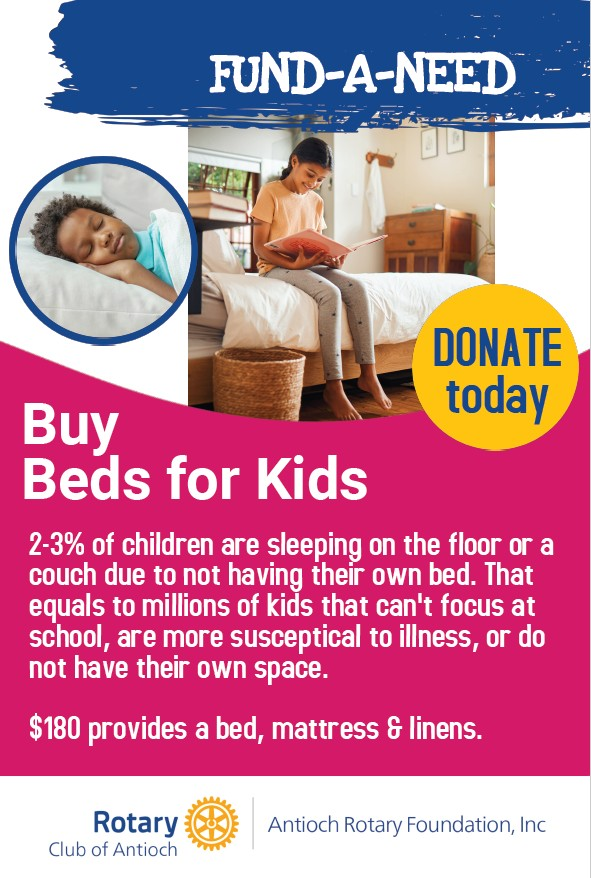 FUND-A-NEED
DONATE
today
Buy
Beds for Kids
2-3% of children are sleeping on the floor or a
couch due to not having their own bed. That
equals to millions of kids that can't focus at
school, are more susceptical to illness, or do
not have their own space.
$180 provides a bed, mattress & linens.
Rotary
Club of Antioch
Antioch Rotary Foundation, Inc